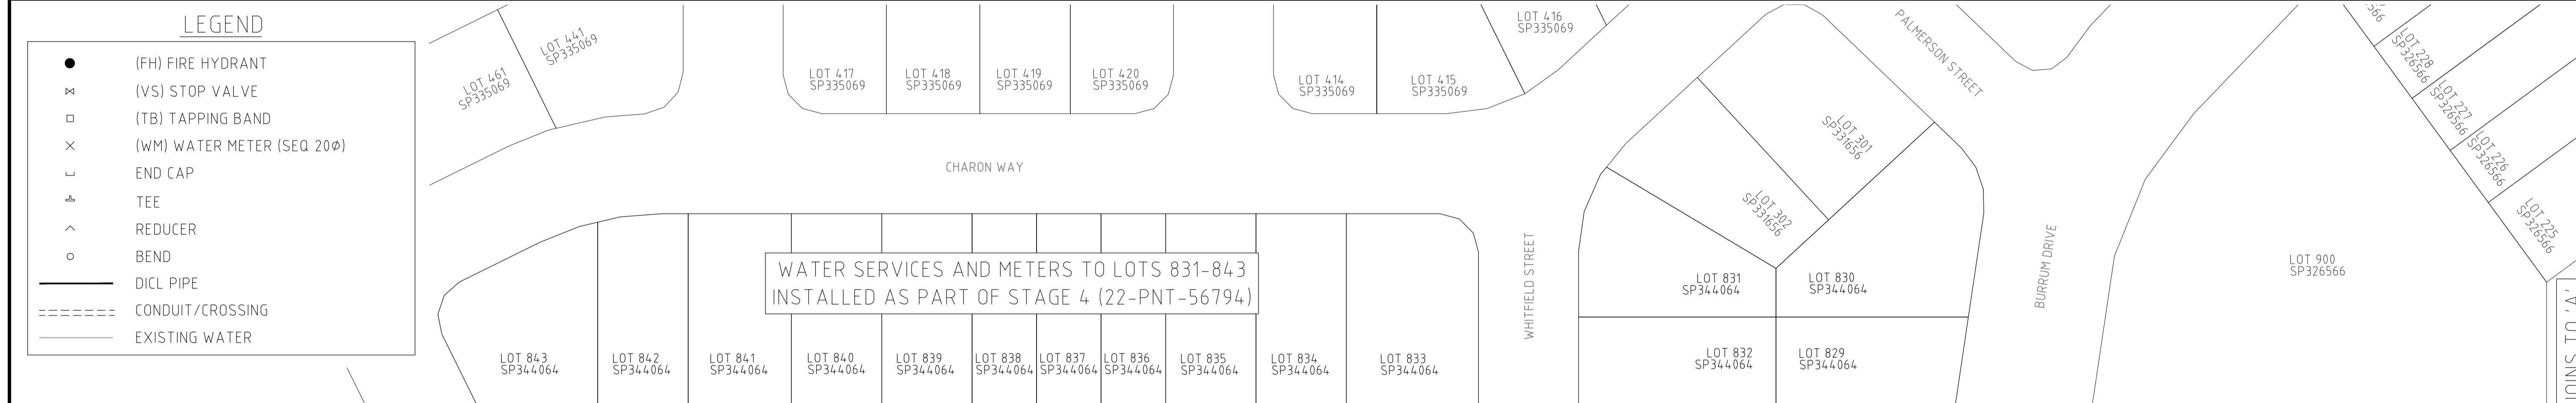 LEGEND
(FH) FIRE HYDRANT
(VS) STOP VALVE
(TB) TAPPING BAND
(WM) WATER METER (SEQ 20Ø)
END CAP
TEE
REDUCER
BEND
DICL PIPE
CONDUIT/CROSSING
EXISTING WATER
LOT 461
SP335069
LOT 441
SP335069
LOT 417
SP335069
LOT 418
SP335069
LOT 419
SP335069
LOT 420
SP335069
LOT 414
SP335069
LOT 415
SP335069
LOT 416
SP335069
CHARON WAY
PALMERSON STREET
LOT 301
SP331656
LOT 302
SP331656
LOT 228
SP326566
LOT 227
SP326566
LOT 226
SP326566
LOT 225
SP326566
WATER SERVICES AND METERS TO LOTS 831-843
INSTALLED AS PART OF STAGE 4 (22-PNT-56794)
WHITFIELD STREET
LOT 831
SP344064
LOT 830
SP344064
BURRUM DRIVE
LOT 900
SP326566
LOT 843
SP344064
LOT 842
SP344064
LOT 841
SP344064
LOT 840
SP344064
LOT 839
SP344064
LOT 838
SP344064
LOT 837
SP344064
LOT 836
SP344064
LOT 835
SP344064
LOT 834
SP344064
LOT 833
SP344064
LOT 832
SP344064
LOT 829
SP344064